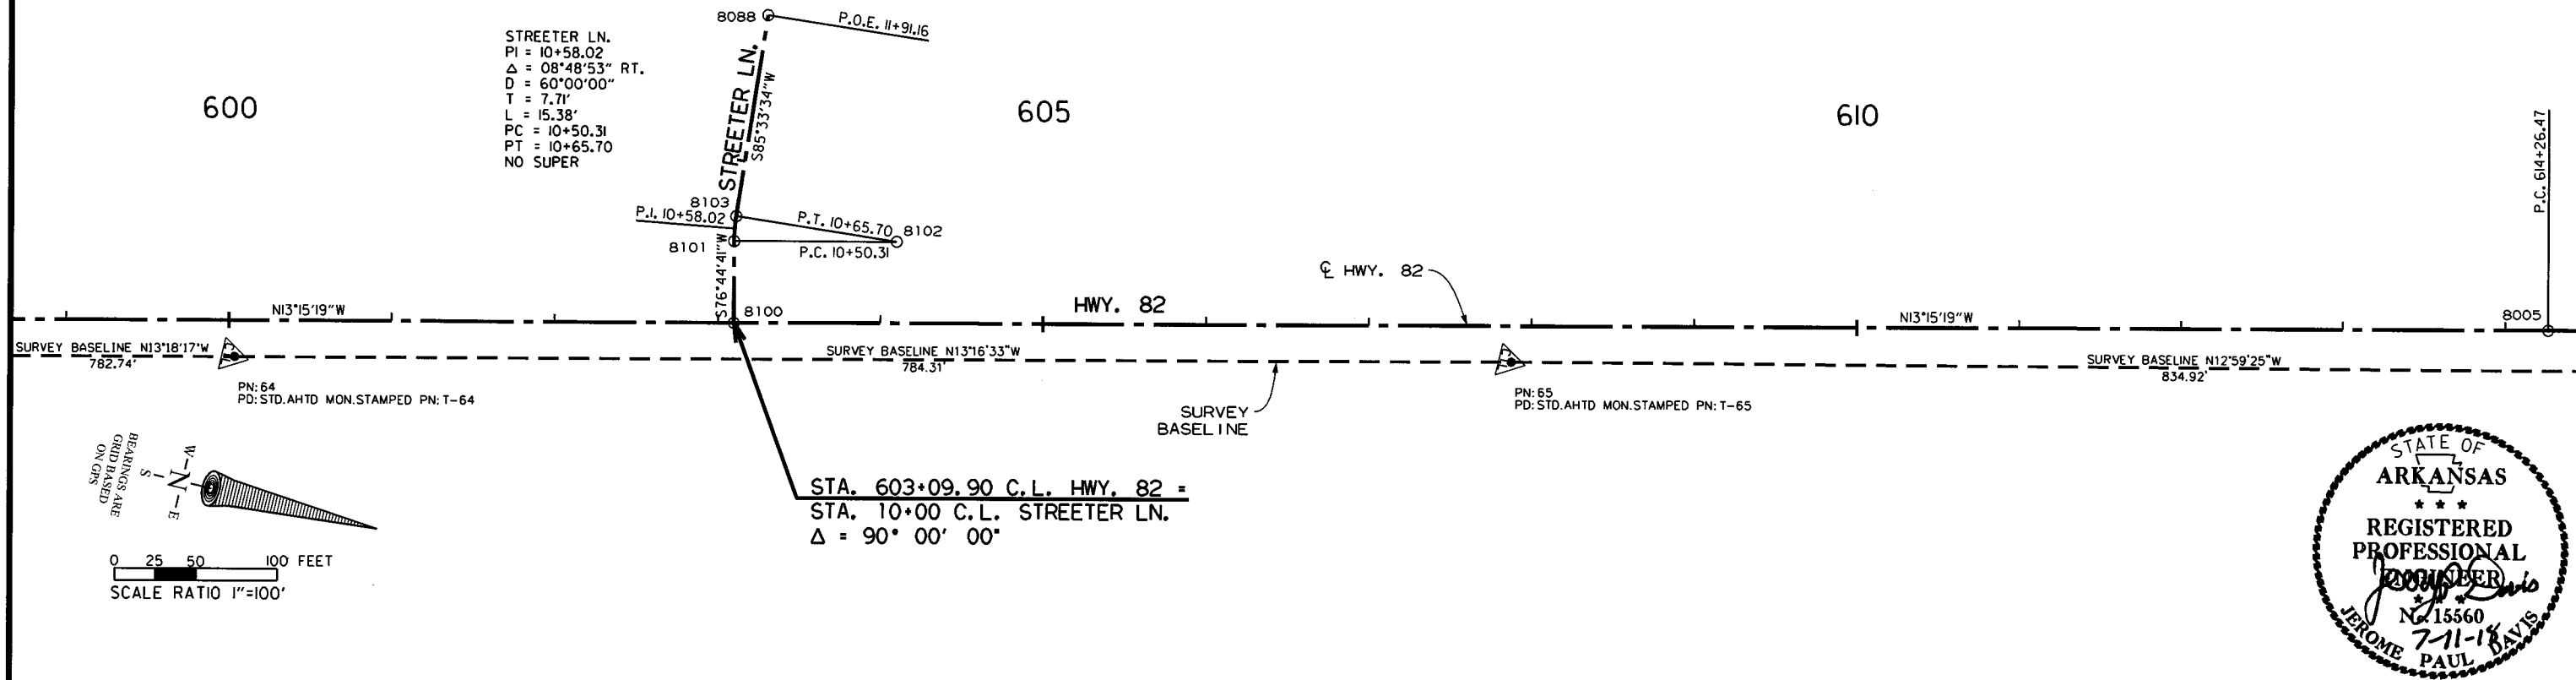 8088
P.O.E. 11+91.16
STREETER LN.
PI = 10+58.02
Δ = 08°48'53" RT.
D = 60°00'00"
T = 7.71'
L = 15.38'
PC = 10+50.31
PT = 10+65.70
NO SUPER
STREETER LN.
S85°33'34"W
600
605
610
P.C. 614+26.47
8103
P.I. 10+58.02
P.T. 10+65.70
8102
8101
P.C. 10+50.31
S76°44'41"W
℄ HWY. 82
N13°15'19"W
8100
HWY. 82
N13°15'19"W
8005
SURVEY BASELINE N13°18'17"W
782.74'
SURVEY BASELINE N13°16'33"W
784.31'
SURVEY BASELINE N12°59'25"W
834.92'
PN: 64
PD: STD. AHTD MON. STAMPED PN: T-64
PN: 65
PD: STD. AHTD MON. STAMPED PN: T-65
SURVEY
BASELINE
BEARINGS ARE
GRID BASED
ON GPS
W
S
N
E
STA. 603+09.90 C.L. HWY. 82 =
STA. 10+00 C.L. STREETER LN.
Δ = 90° 00' 00"
0 25 50 100 FEET
SCALE RATIO 1"=100'
STATE OF
ARKANSAS
★ ★ ★
REGISTERED
PROFESSIONAL
ENGINEER
★ ★ ★
No. 15560
7-11-18
JEROME PAUL DAVIS